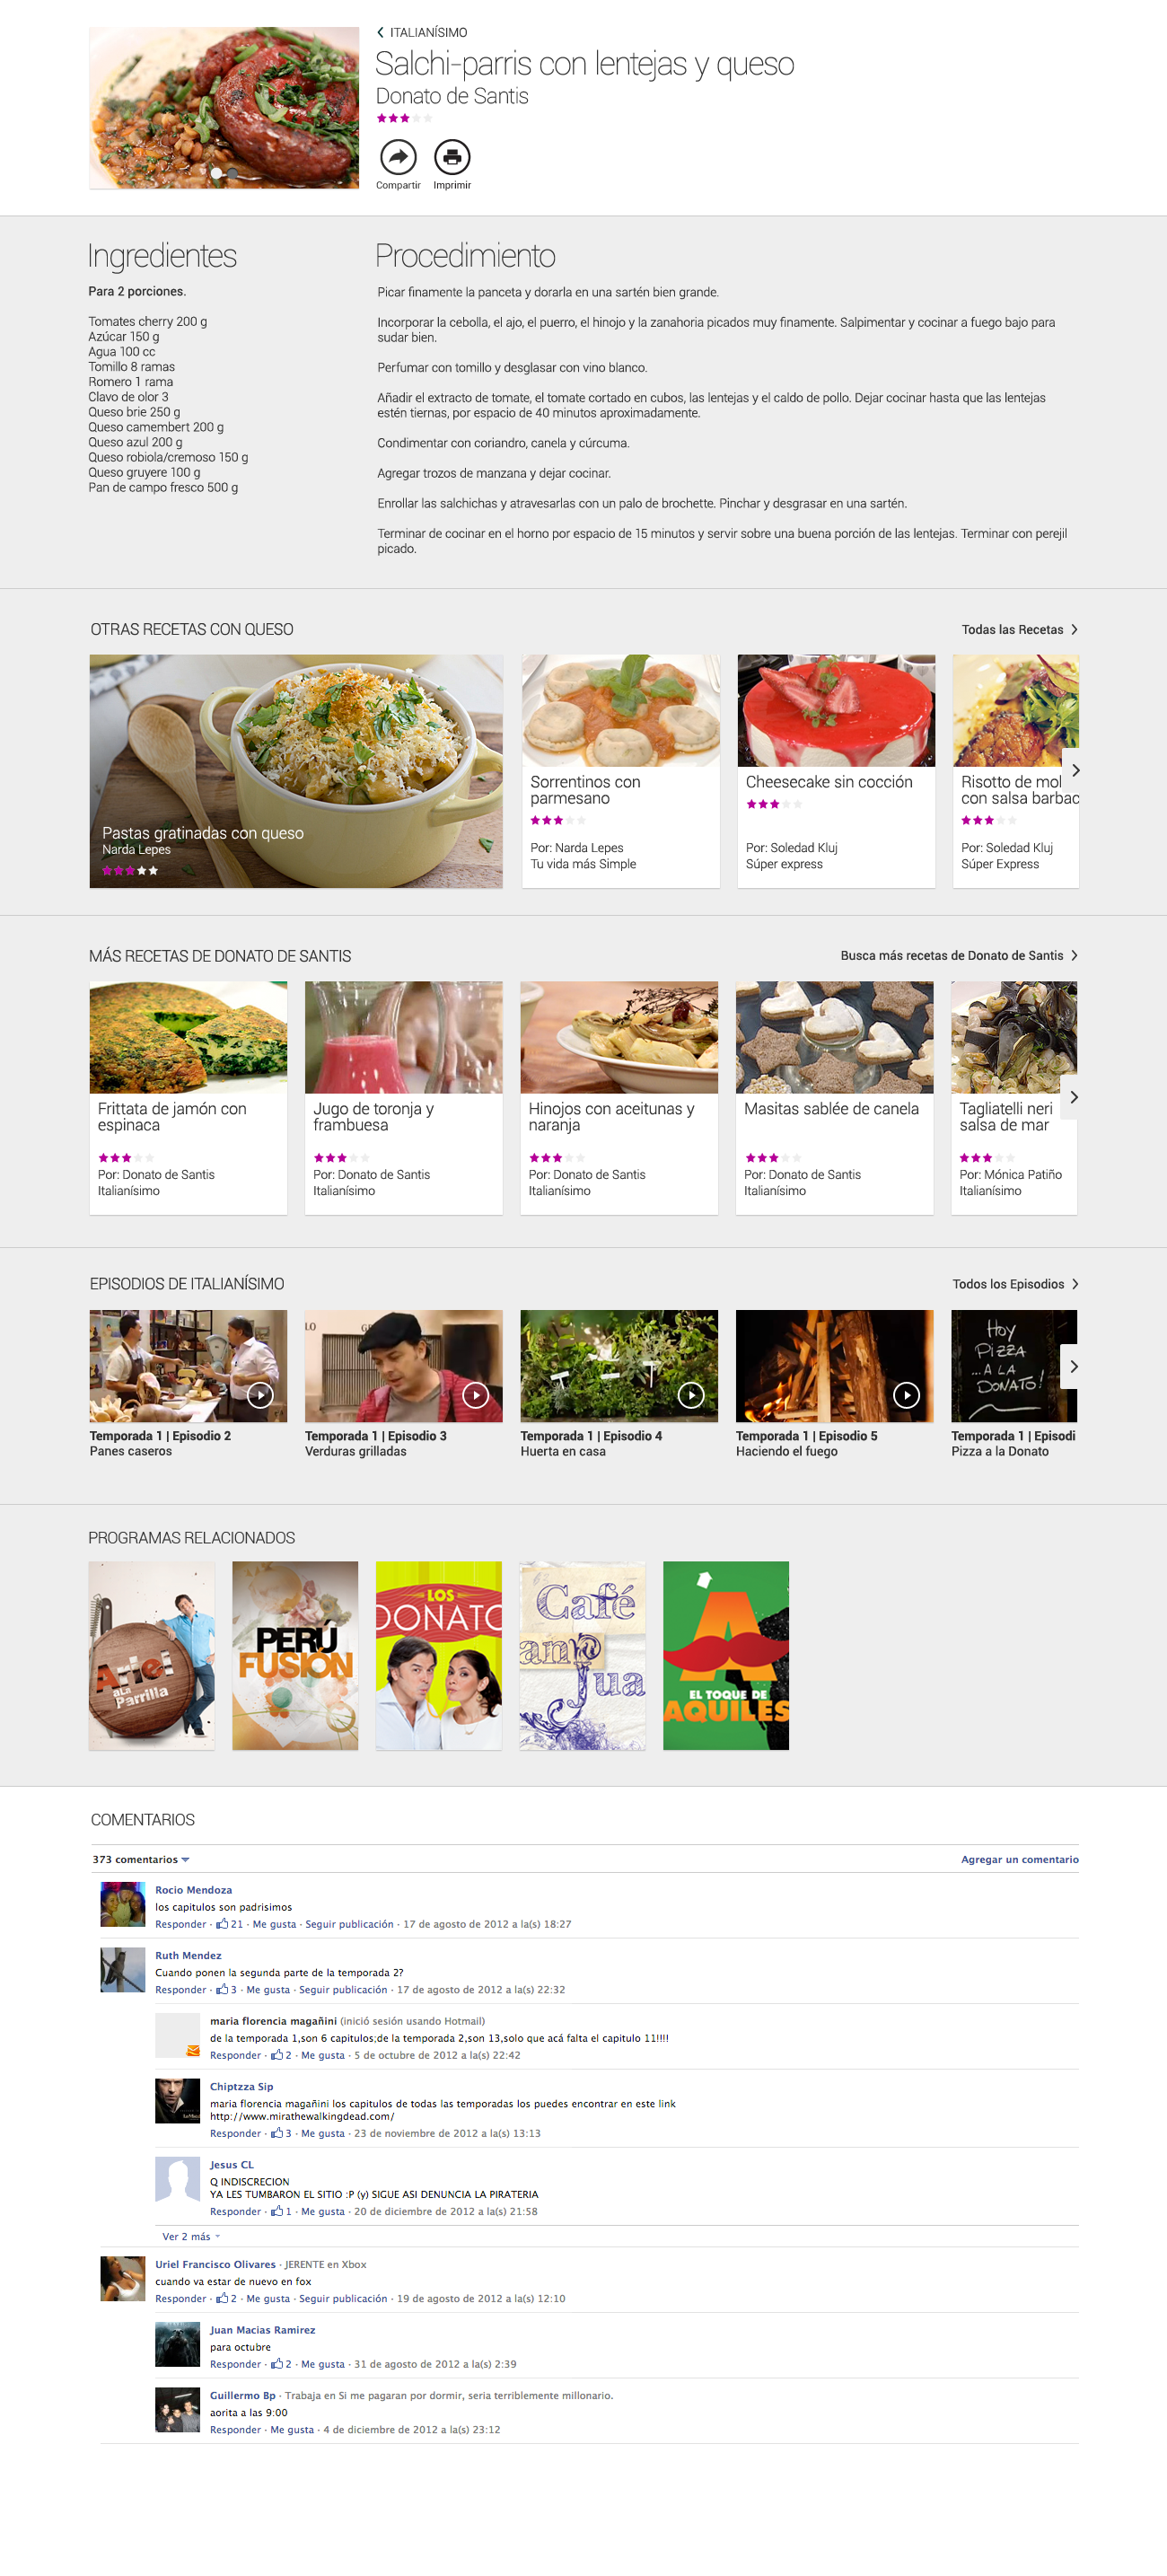 ITALIANÍSIMO
Salchi-parris con lentejas y queso
Donato de Santis
Compartir Imprimir
Ingredientes
Para 2 porciones.
Tomates cherry 200 g
Azúcar 150 g
Agua 100 cc
Tomillo 8 ramas
Romero 1 rama
Clavo de olor 3
Queso brie 250 g
Queso camembert 200 g
Queso azul 200 g
Queso robiola/cremoso 150 g
Queso gruyere 100 g
Pan de campo fresco 500 g
Procedimiento
Picar finamente la panceta y dorarla en una sartén bien grande.
Incorporar la cebolla, el ajo, el puerro, el hinojo y la zanahoria picados muy finamente. Salpimentar y cocinar a fuego bajo para
sudar bien.
Perfumar con tomillo y desglasar con vino blanco.
Añadir el extracto de tomate, el tomate cortado en cubos, las lentejas y el caldo de pollo. Dejar cocinar hasta que las lentejas
estén tiernas, por espacio de 40 minutos aproximadamente.
Condimentar con coriandro, canela y cúrcuma.
Agregar trozos de manzana y dejar cocinar.
Enrollar las salchichas y atravesarlas con un palo de brochette. Pinchar y desgrasar en una sartén.
Terminar de cocinar en el horno por espacio de 15 minutos y servir sobre una buena porción de las lentejas. Terminar con perejil
picado.
OTRAS RECETAS CON QUESO
Todas las Recetas
Pastas gratinadas con queso
Narda Lepes
Sorrentinos con
parmesano
Por: Narda Lepes
Tu vida más Simple
Cheesecake sin cocción
Por: Soledad Kluj
Súper express
Risotto de mol
con salsa barbac
Por: Soledad Kluj
Súper Express
MÁS RECETAS DE DONATO DE SANTIS
Busca más recetas de Donato de Santis
Frittata de jamón con
espinaca
Por: Donato de Santis
Italianísimo
Jugo de toronja y
frambuesa
Por: Donato de Santis
Italianísimo
Hinojos con aceitunas y
naranja
Por: Donato de Santis
Italianísimo
Masitas sablée de canela
Por: Donato de Santis
Italianísimo
Tagliatelli neri
salsa de mar
Por: Mónica Patiño
Italianísimo
EPISODIOS DE ITALIANÍSIMO
Todos los Episodios
Temporada 1 | Episodio 2
Panes caseros
Temporada 1 | Episodio 3
Verduras grilladas
Temporada 1 | Episodio 4
Huerta en casa
Temporada 1 | Episodio 5
Haciendo el fuego
HOY
PIZZA
...A LA
DONATO!
Temporada 1 | Episodi
Pizza a la Donato
PROGRAMAS RELACIONADOS
Ariel
a la
Parrilla
PERÚ
FUSIÓN
LOS
DONATO
Café
Jua
A
EL TOQUE DE
AQUILES
COMENTARIOS
373 comentarios
Agregar un comentario
Rocio Mendoza
los capitulos son padrisimos
Responder · 21 · Me gusta · Seguir publicación · 17 de agosto de 2012 a la(s) 18:27
Ruth Mendez
Cuando ponen la segunda parte de la temporada 2?
Responder · 3 · Me gusta · Seguir publicación · 17 de agosto de 2012 a la(s) 22:32
maria florencia magañini (inició sesión usando Hotmail)
de la temporada 1,son 6 capitulos;de la temporada 2,son 13,solo que acá falta el capitulo 11!!!!
Responder · 2 · Me gusta · 5 de octubre de 2012 a la(s) 22:42
Chiptzza Sip
maria florencia magañini los capitulos de todas las temporadas los puedes encontrar en este link
http://www.mirathewalkingdead.com/
Responder · 3 · Me gusta · 23 de noviembre de 2012 a la(s) 13:13
Jesus CL
Q INDISCRECION
YA LES TUMBARON EL SITIO :P (y) SIGUE ASI DENUNCIA LA PIRATERIA
Responder · 1 · Me gusta · 20 de diciembre de 2012 a la(s) 21:58
Ver 2 más
Uriel Francisco Olivares · JERENTE en Xbox
cuando va estar de nuevo en fox
Responder · 2 · Me gusta · Seguir publicación · 19 de agosto de 2012 a la(s) 12:10
Juan Macias Ramirez
para octubre
Responder · 2 · Me gusta · 31 de agosto de 2012 a la(s) 2:39
Guillermo Bp · Trabaja en Si me pagaran por dormir, seria terriblemente millonario.
aorita a las 9:00
Responder · Me gusta · 4 de diciembre de 2012 a la(s) 23:12